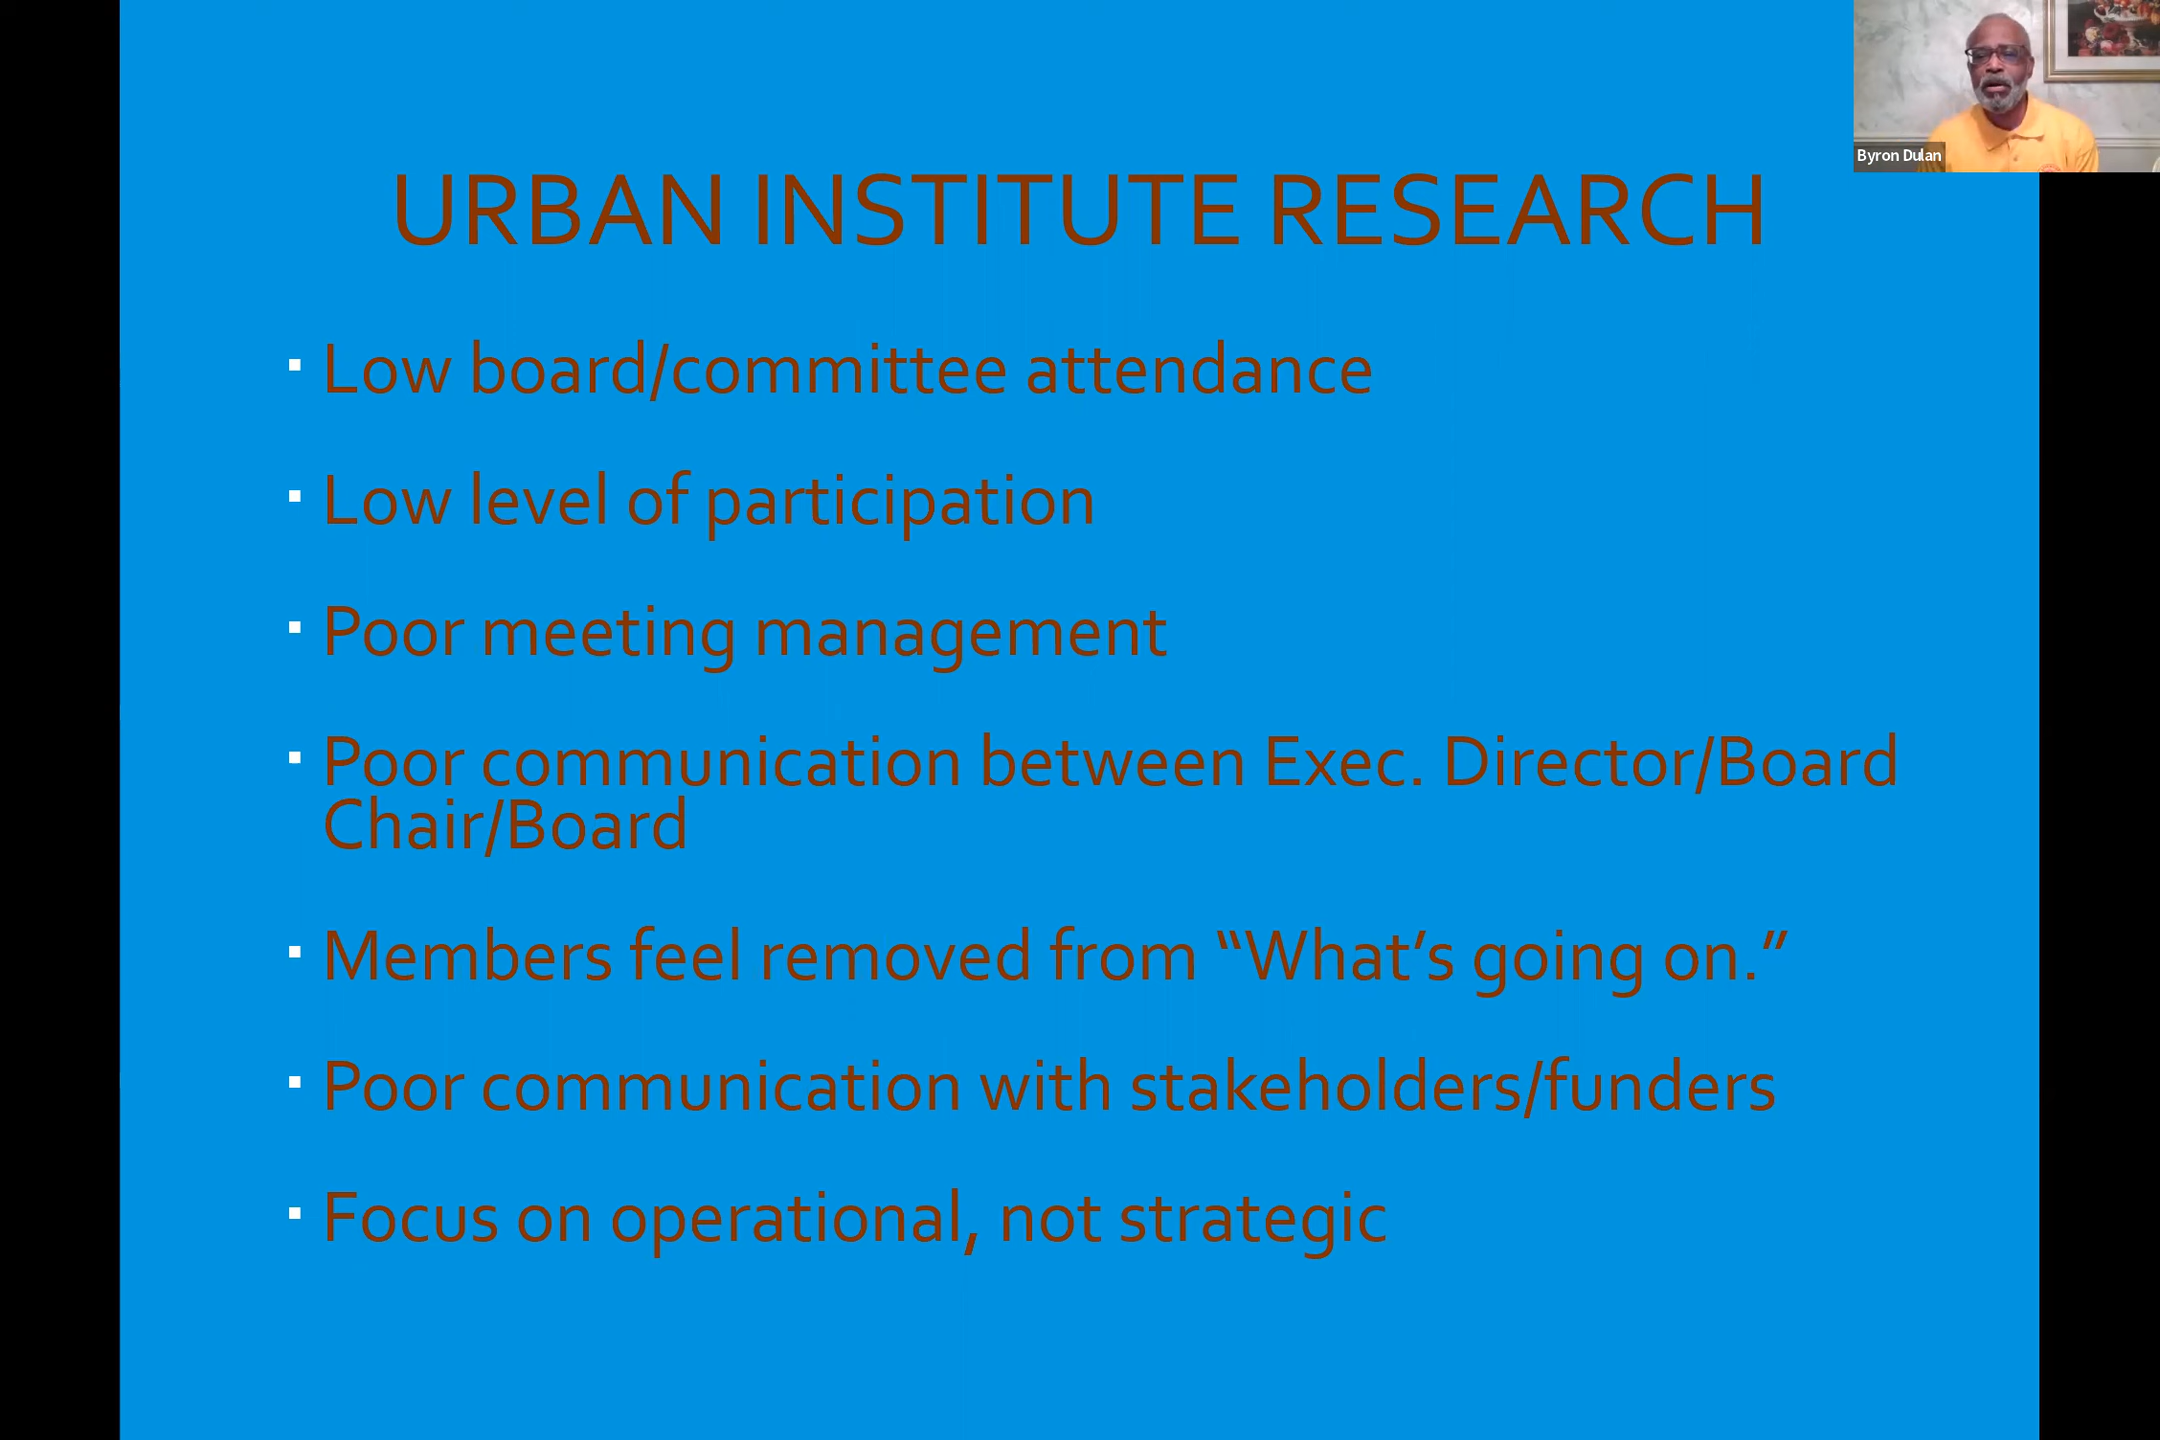 URBAN INSTITUTE RESEARCH
Low board/committee attendance
Low level of participation
Poor meeting management
Poor communication between Exec. Director/Board
Chair/Board
Members feel removed from “What’s going on.”
Poor communication with stakeholders/funders
Focus on operational, not strategic
Byron Dulan